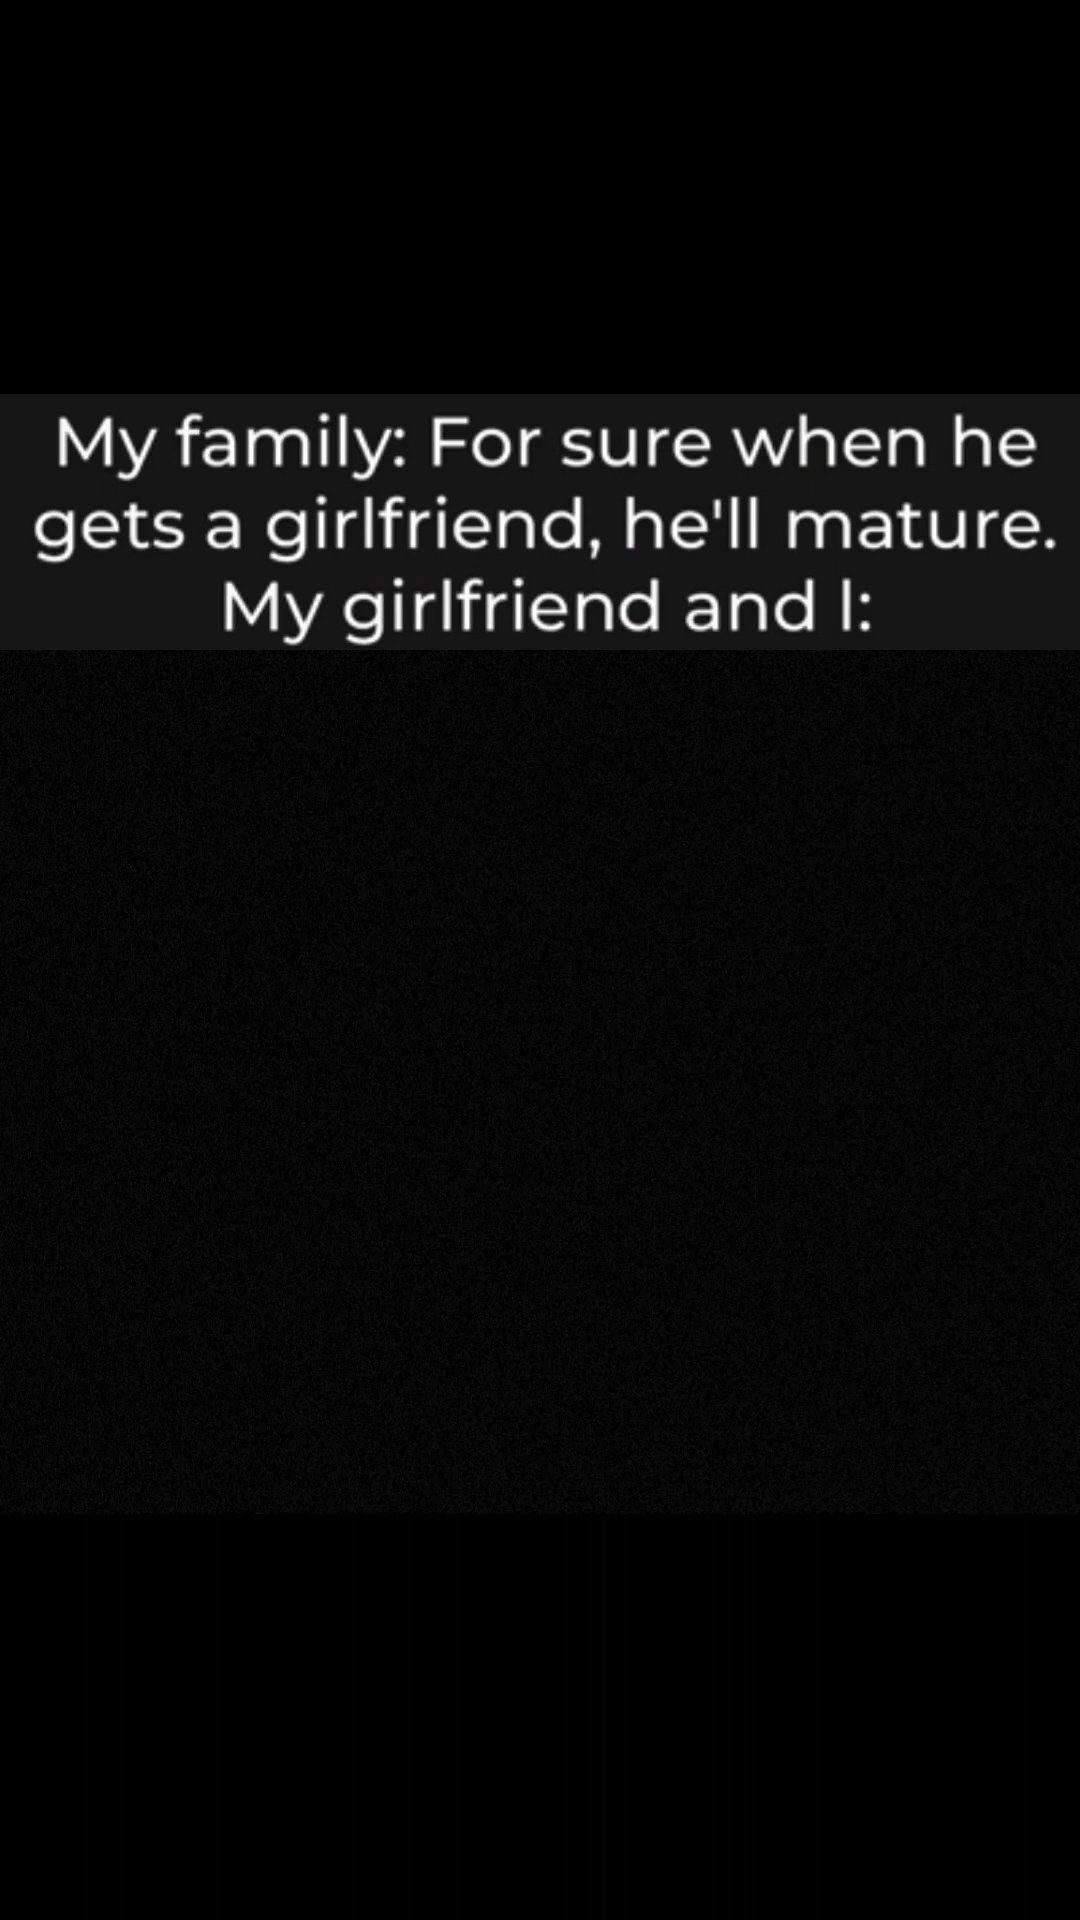 My family: For sure when he
gets a girlfriend, he'll mature.
My girlfriend and I: